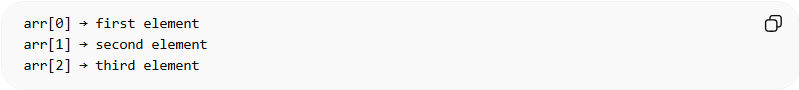 arr[0] → first element
arr[1] → second element
arr[2] → third element